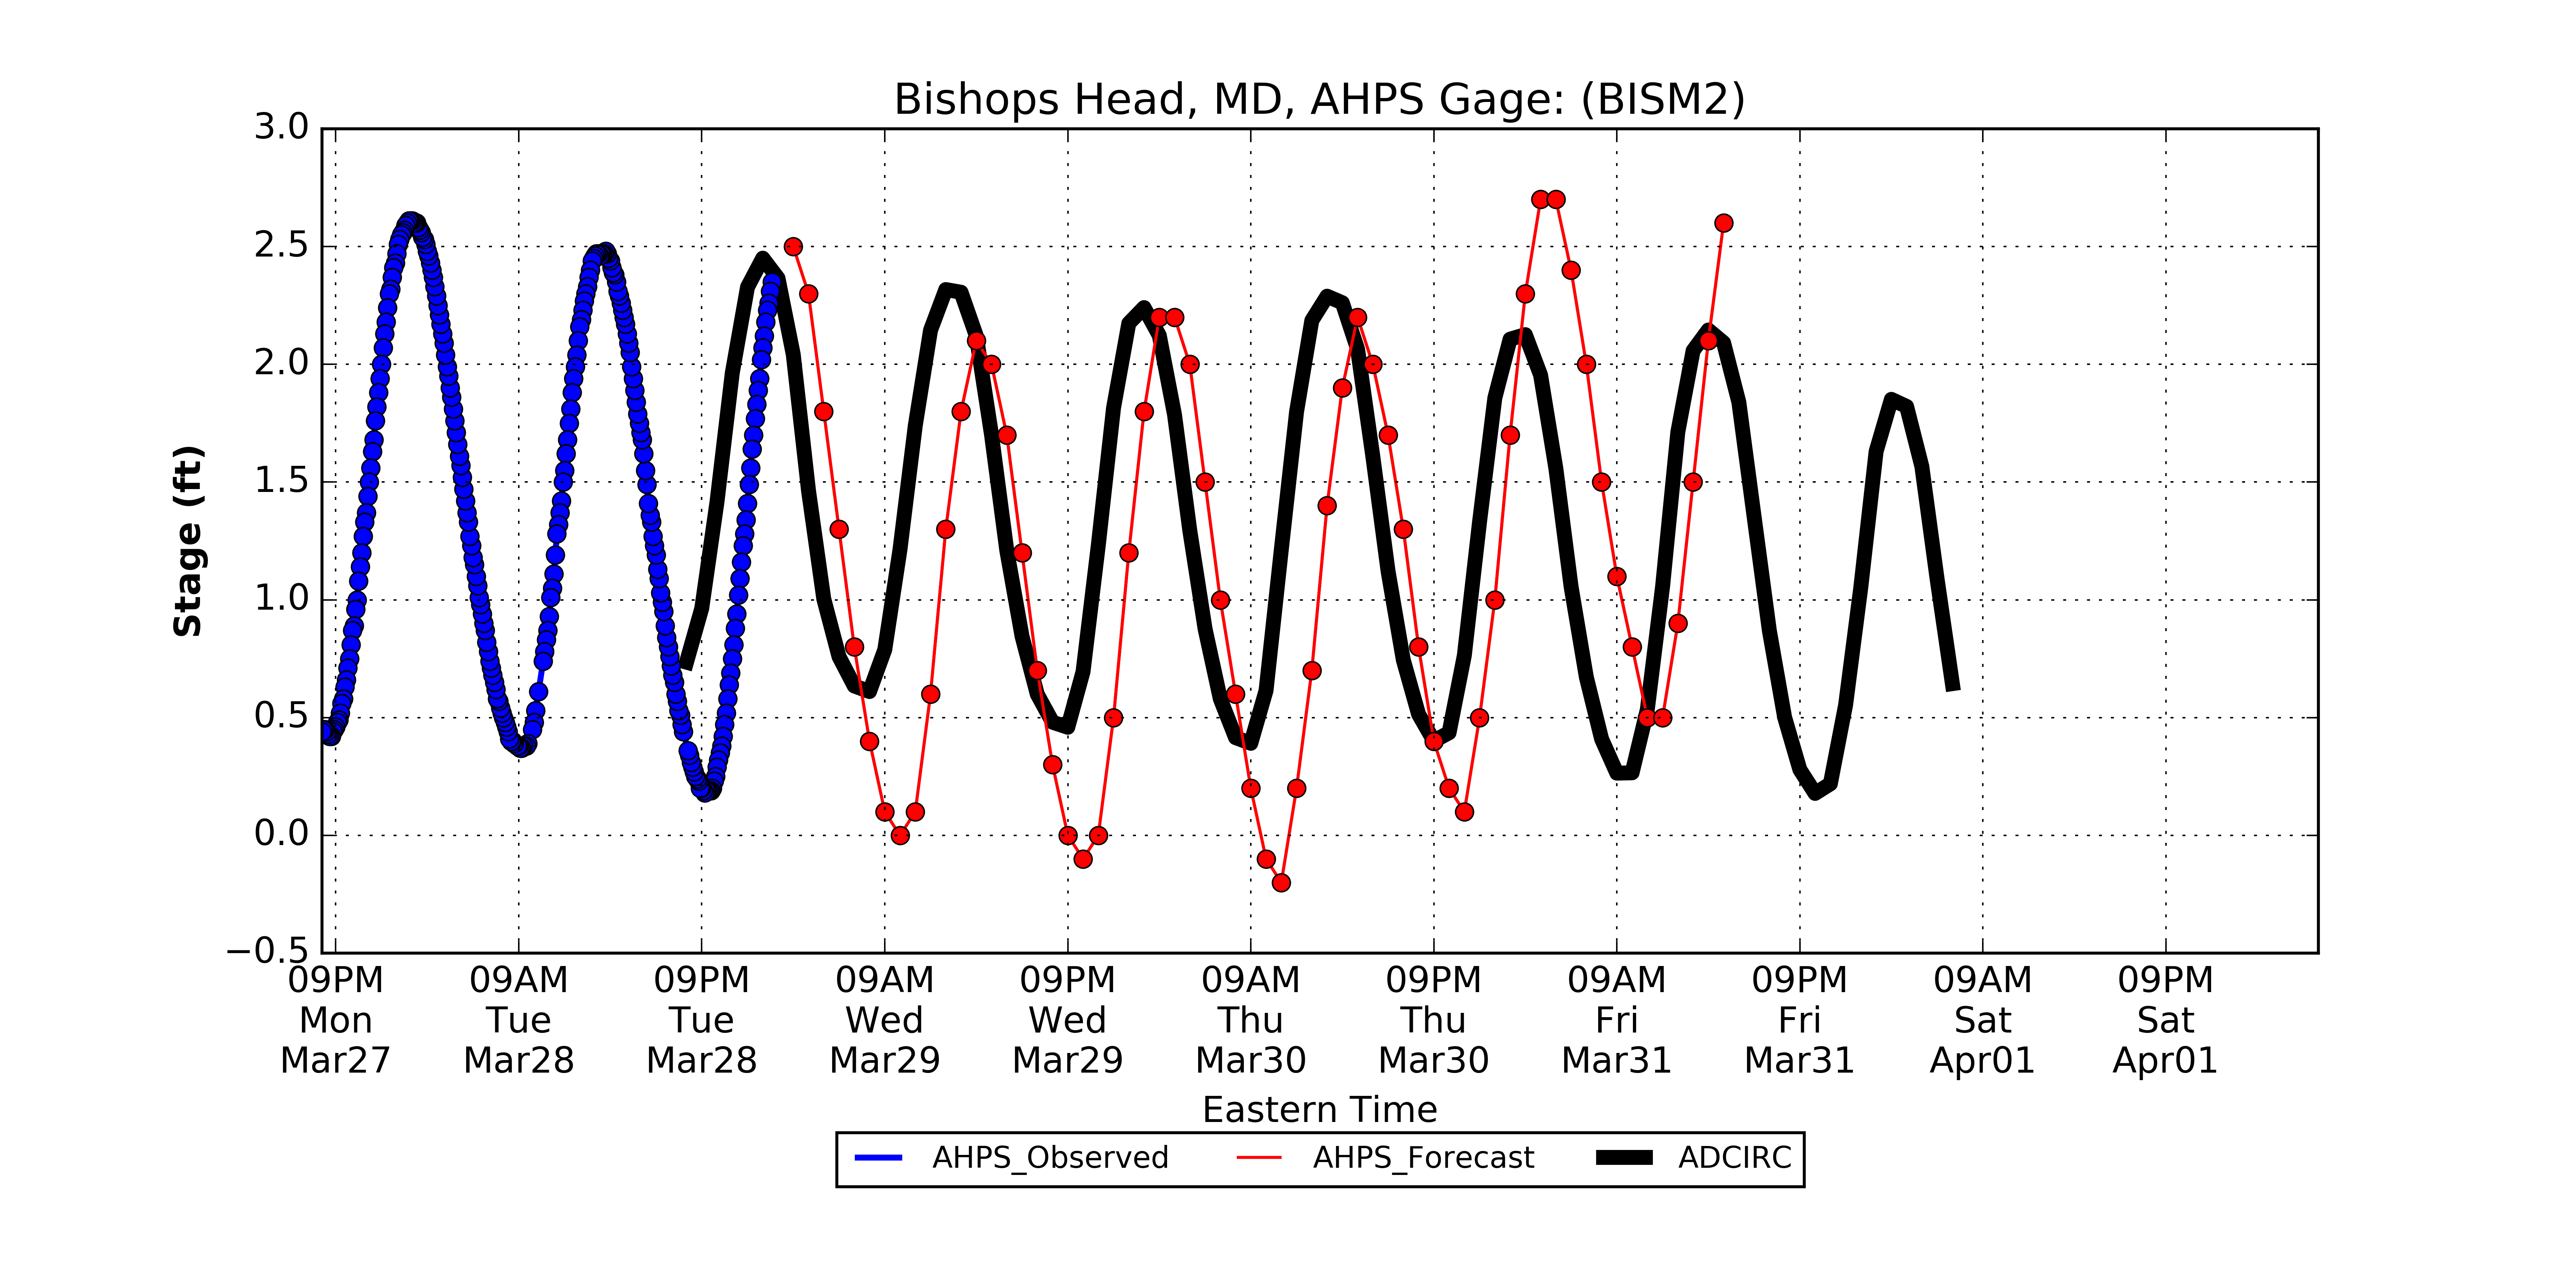 Bishops Head, MD, AHPS Gage: (BISM2)
3.0
2.5
2.0
1.5
1.0
0.5
0.0
−0.5
Stage (ft)
09PM 09AM 09PM 09AM 09PM 09AM 09PM 09AM 09PM 09AM 09PM
Mon Tue Tue Wed Wed Thu Thu Fri Fri Sat Sat
Mar27 Mar28 Mar28 Mar29 Mar29 Mar30 Mar30 Mar31 Mar31 Apr01 Apr01
Eastern Time
AHPS_Observed AHPS_Forecast ADCIRC